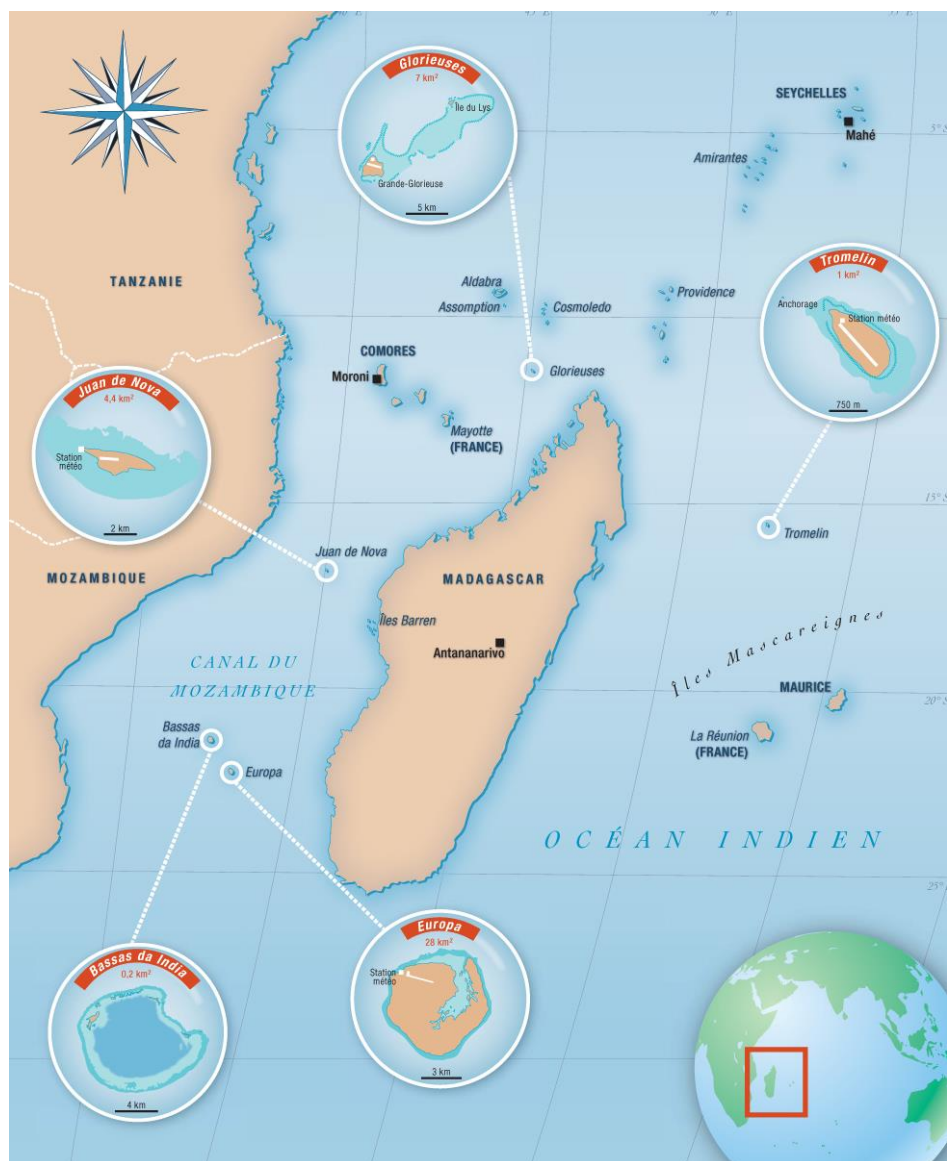 Glorieuses
7 km²
Île du Lys
Grande-Glorieuse
5 km
SEYCHELLES
Mahé
5° S
Amirantes
Tromelin
1 km²
Anchorage
Station météo
750 m
TANZANIE
Aldabra
Assomption
Cosmoledo
Providence
COMORES
Moroni
Glorieuses
Mayotte
(FRANCE)
Juan de Nova
4,4 km²
Station
météo
2 km
15° S
Tromelin
Juan de Nova
MOZAMBIQUE
MADAGASCAR
Îles Barren
Antananarivo
CANAL DU
MOZAMBIQUE
Îles Mascareignes
MAURICE
20° S
La Réunion
(FRANCE)
Bassas
da India
Europa
OCÉAN INDIEN
25° S
Europa
28 km²
Station
météo
3 km
Bassas da India
0,2 km²
4 km